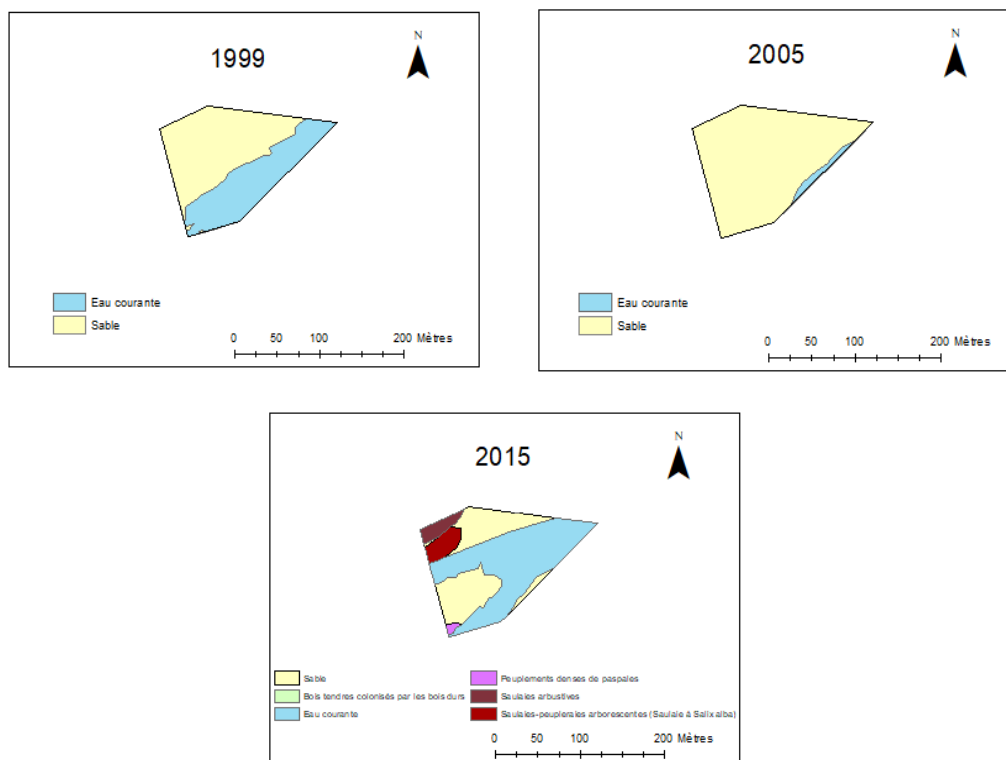 1999
N
Eau courante
Sable
0 50 100 200 Mètres
2005
N
Eau courante
Sable
0 50 100 200 Mètres
2015
N
Sable
Bois tendres colonisés par les bois durs
Eau courante
Peuplements denses de paspales
Saulaies arbustives
Saulaies-peupleraies arborescentes (Saulaie à Salix alba)
0 50 100 200 Mètres